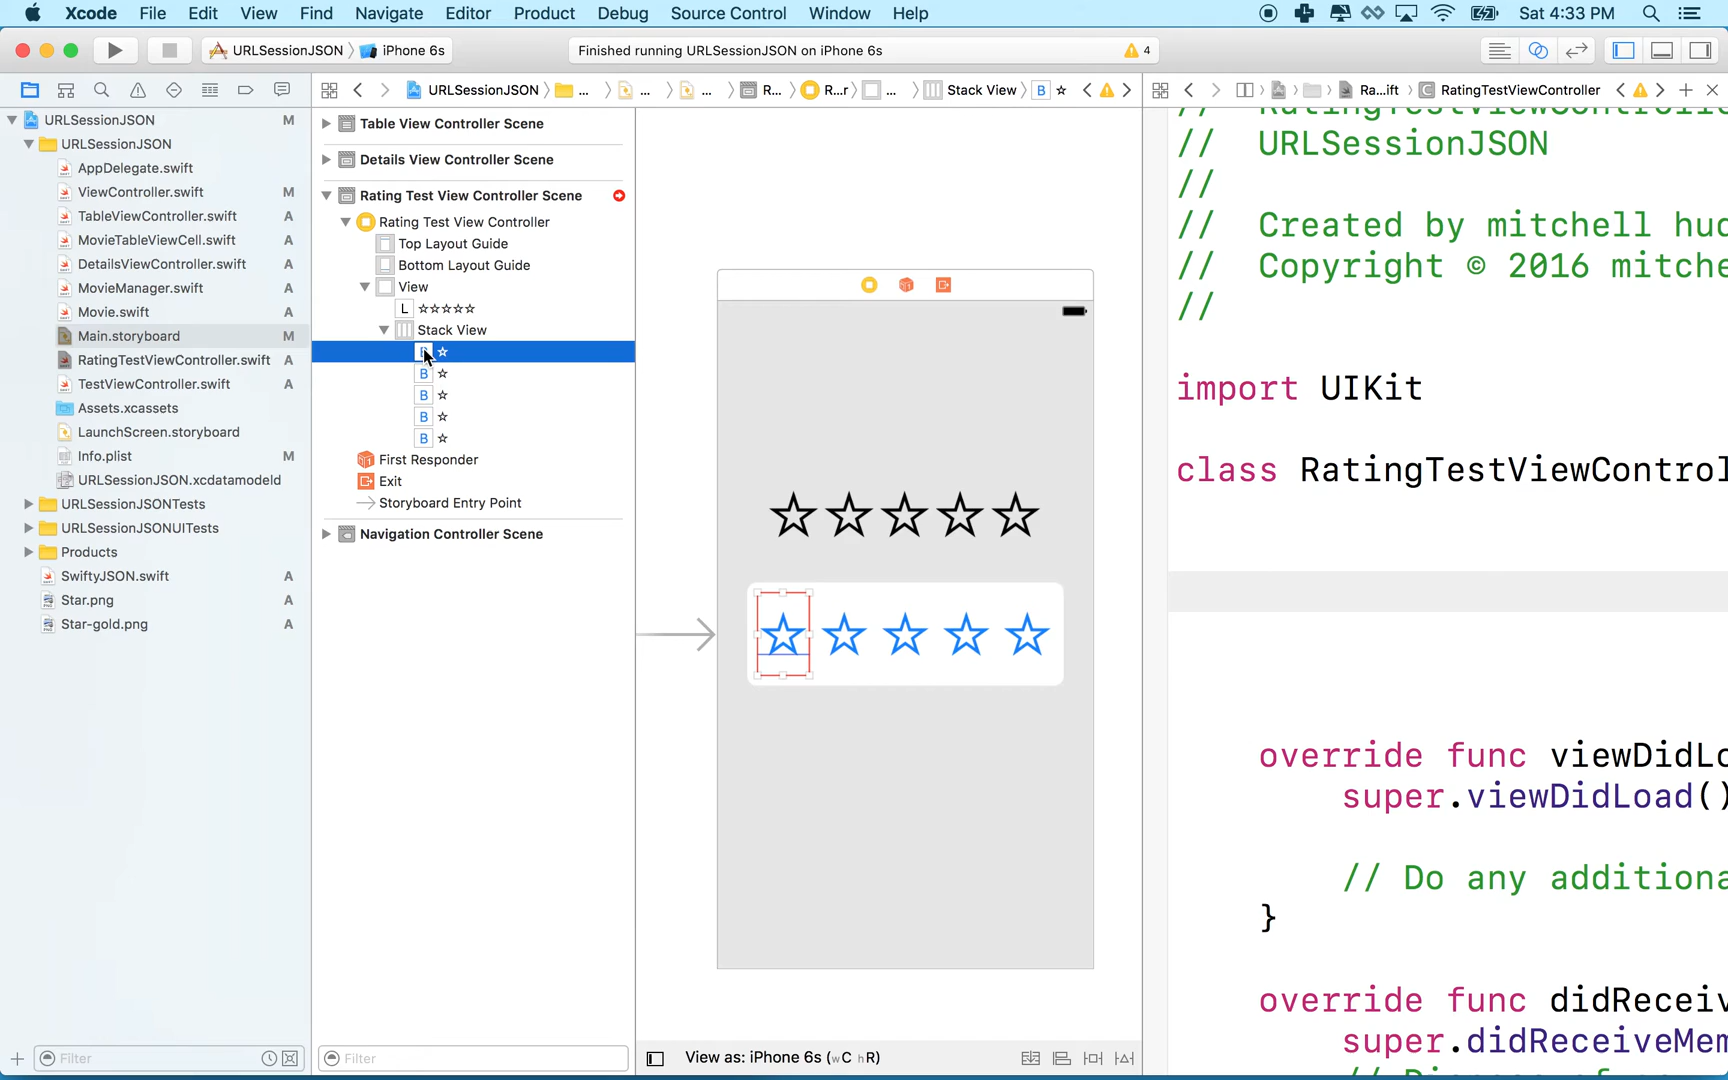 Xcode File Edit View Find Navigate Editor Product Debug Source Control Window Help Sat 4:33 PM
URLSessionJSON iPhone 6s Finished running URLSessionJSON on iPhone 6s 4
URLSessionJSON ... ... ... R... R...r ... Stack View B ☆ Ra...ift C RatingTestViewController
URLSessionJSON M
URLSessionJSON
AppDelegate.swift
ViewController.swift M
TableViewController.swift A
MovieTableViewCell.swift A
DetailsViewController.swift A
MovieManager.swift A
Movie.swift A
Main.storyboard M
RatingTestViewController.swift A
TestViewController.swift A
Assets.xcassets
LaunchScreen.storyboard
Info.plist M
URLSessionJSON.xcdatamodeld
URLSessionJSONTests
URLSessionJSONUITests
Products
SwiftyJSON.swift A
Star.png A
Star-gold.png A
Filter
Table View Controller Scene
Details View Controller Scene
Rating Test View Controller Scene
Rating Test View Controller
Top Layout Guide
Bottom Layout Guide
View
L ☆☆☆☆☆
Stack View
B ☆
B ☆
B ☆
B ☆
B ☆
First Responder
Exit
Storyboard Entry Point
Navigation Controller Scene
Filter
☆☆☆☆☆
☆ ☆ ☆ ☆ ☆
View as: iPhone 6s (wC hR)
// RatingTestViewControlle
// URLSessionJSON
//
// Created by mitchell hud
// Copyright © 2016 mitche
//
import UIKit
class RatingTestViewControl
override func viewDidLo
super.viewDidLoad()
// Do any additiona
}
override func didReceiv
super.didReceiveMem